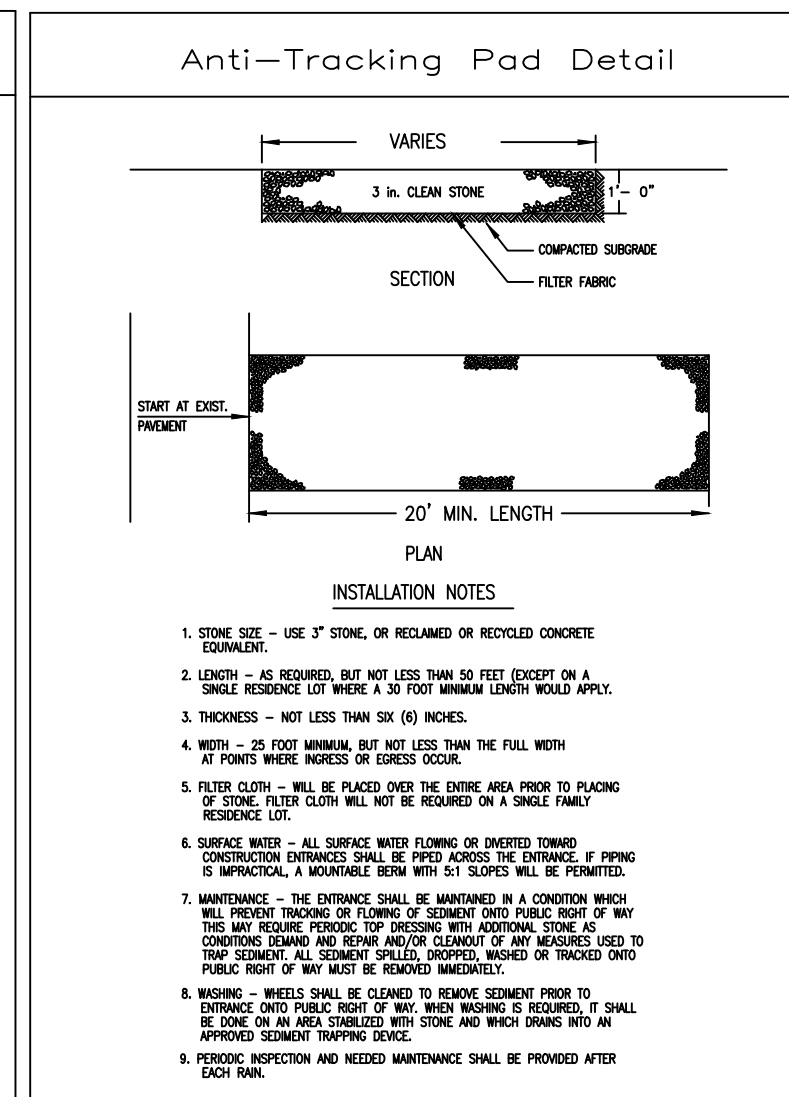 Anti-Tracking Pad Detail
VARIES
3 in. CLEAN STONE
1'- 0"
COMPACTED SUBGRADE
SECTION
FILTER FABRIC
START AT EXIST.
PAVEMENT
20' MIN. LENGTH
PLAN
INSTALLATION NOTES
1. STONE SIZE - USE 3" STONE, OR RECLAIMED OR RECYCLED CONCRETE
EQUIVALENT.
2. LENGTH - AS REQUIRED, BUT NOT LESS THAN 50 FEET (EXCEPT ON A
SINGLE RESIDENCE LOT WHERE A 30 FOOT MINIMUM LENGTH WOULD APPLY.
3. THICKNESS - NOT LESS THAN SIX (6) INCHES.
4. WIDTH - 25 FOOT MINIMUM, BUT NOT LESS THAN THE FULL WIDTH
AT POINTS WHERE INGRESS OR EGRESS OCCUR.
5. FILTER CLOTH - WILL BE PLACED OVER THE ENTIRE AREA PRIOR TO PLACING
OF STONE. FILTER CLOTH WILL NOT BE REQUIRED ON A SINGLE FAMILY
RESIDENCE LOT.
6. SURFACE WATER - ALL SURFACE WATER FLOWING OR DIVERTED TOWARD
CONSTRUCTION ENTRANCES SHALL BE PIPED ACROSS THE ENTRANCE. IF PIPING
IS IMPRACTICAL, A MOUNTABLE BERM WITH 5:1 SLOPES WILL BE PERMITTED.
7. MAINTENANCE - THE ENTRANCE SHALL BE MAINTAINED IN A CONDITION WHICH
WILL PREVENT TRACKING OR FLOWING OF SEDIMENT ONTO PUBLIC RIGHT OF WAY
THIS MAY REQUIRE PERIODIC TOP DRESSING WITH ADDITIONAL STONE AS
CONDITIONS DEMAND AND REPAIR AND/OR CLEANOUT OF ANY MEASURES USED TO
TRAP SEDIMENT. ALL SEDIMENT SPILLED, DROPPED, WASHED OR TRACKED ONTO
PUBLIC RIGHT OF WAY MUST BE REMOVED IMMEDIATELY.
8. WASHING - WHEELS SHALL BE CLEANED TO REMOVE SEDIMENT PRIOR TO
ENTRANCE ONTO PUBLIC RIGHT OF WAY. WHEN WASHING IS REQUIRED, IT SHALL
BE DONE ON AN AREA STABILIZED WITH STONE AND WHICH DRAINS INTO AN
APPROVED SEDIMENT TRAPPING DEVICE.
9. PERIODIC INSPECTION AND NEEDED MAINTENANCE SHALL BE PROVIDED AFTER
EACH RAIN.